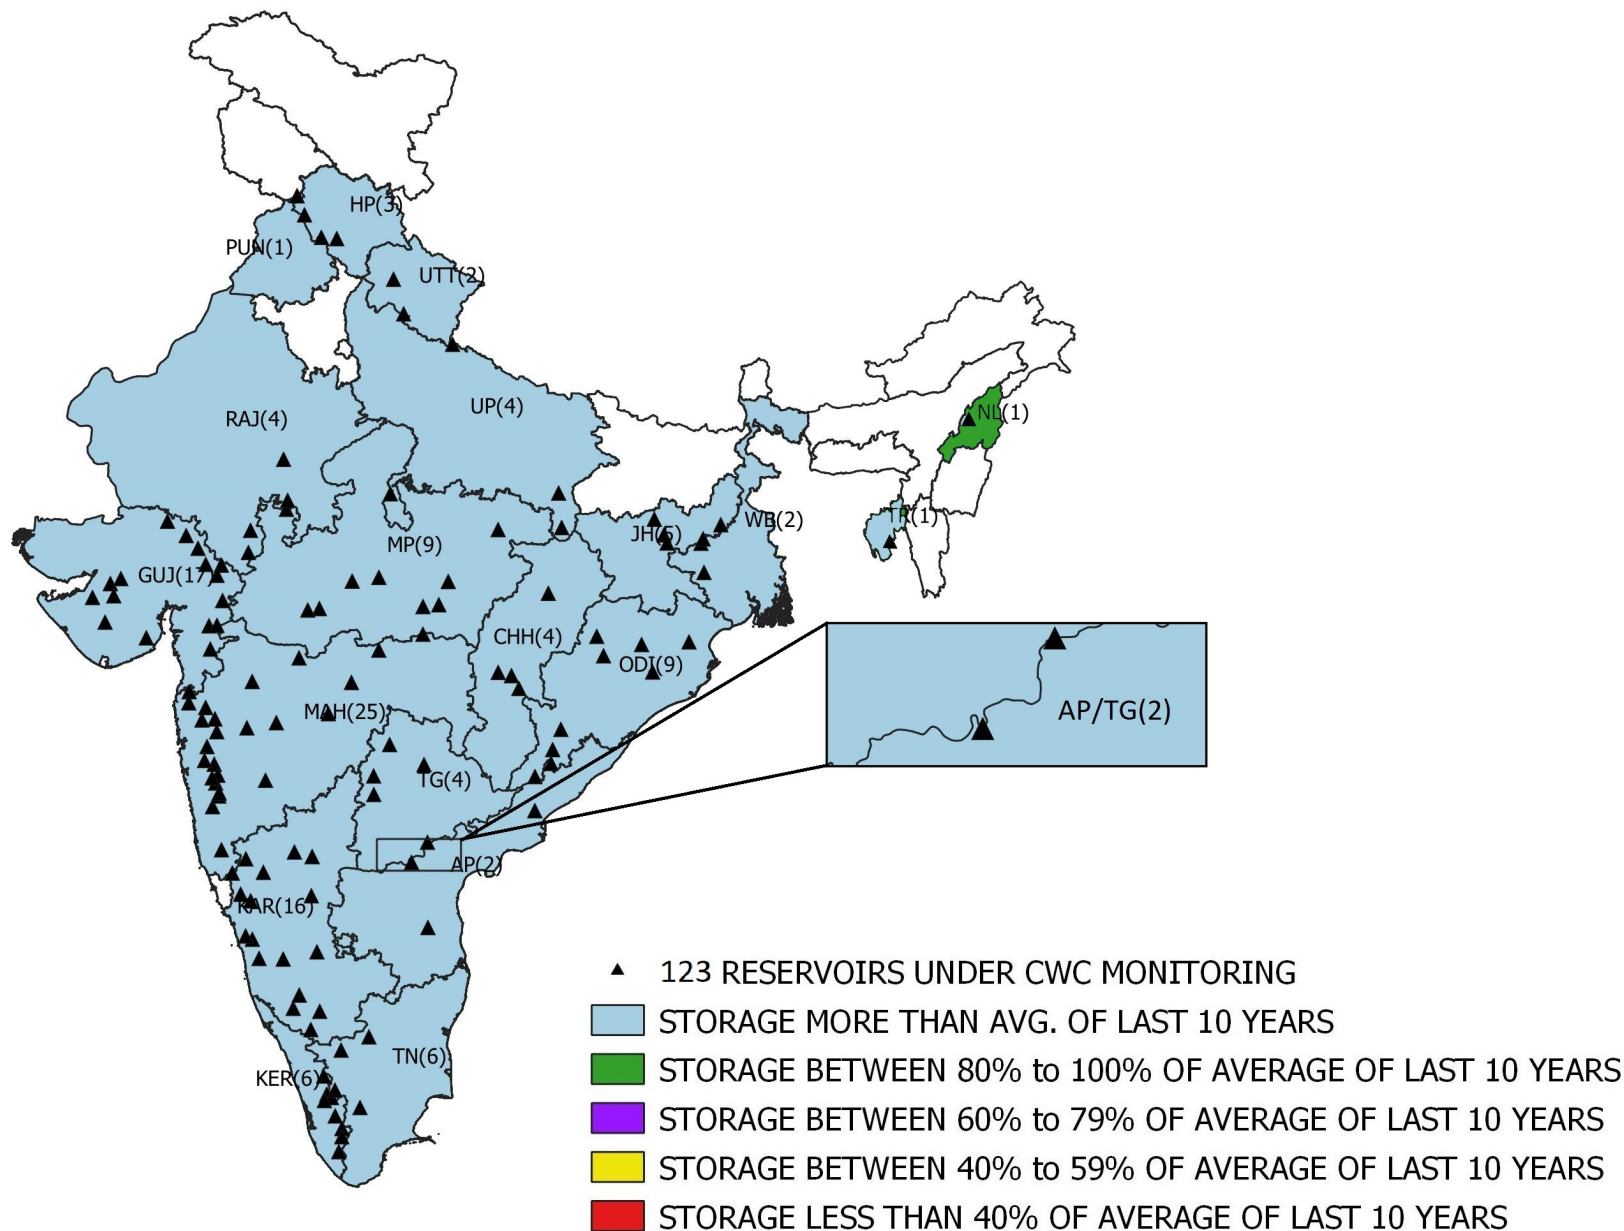 HP(3)
PUN(1)
UTT(2)
RAJ(4)
UP(4)
NL(1)
TR(1)
WB(2)
JH(5)
MP(9)
GUJ(17)
CHH(4)
ODI(9)
MAH(25)
AP/TG(2)
TG(4)
AP(2)
KAR(16)
TN(6)
KER(6)
123 RESERVOIRS UNDER CWC MONITORING
STORAGE MORE THAN AVG. OF LAST 10 YEARS
STORAGE BETWEEN 80% to 100% OF AVERAGE OF LAST 10 YEARS
STORAGE BETWEEN 60% to 79% OF AVERAGE OF LAST 10 YEARS
STORAGE BETWEEN 40% to 59% OF AVERAGE OF LAST 10 YEARS
STORAGE LESS THAN 40% OF AVERAGE OF LAST 10 YEARS